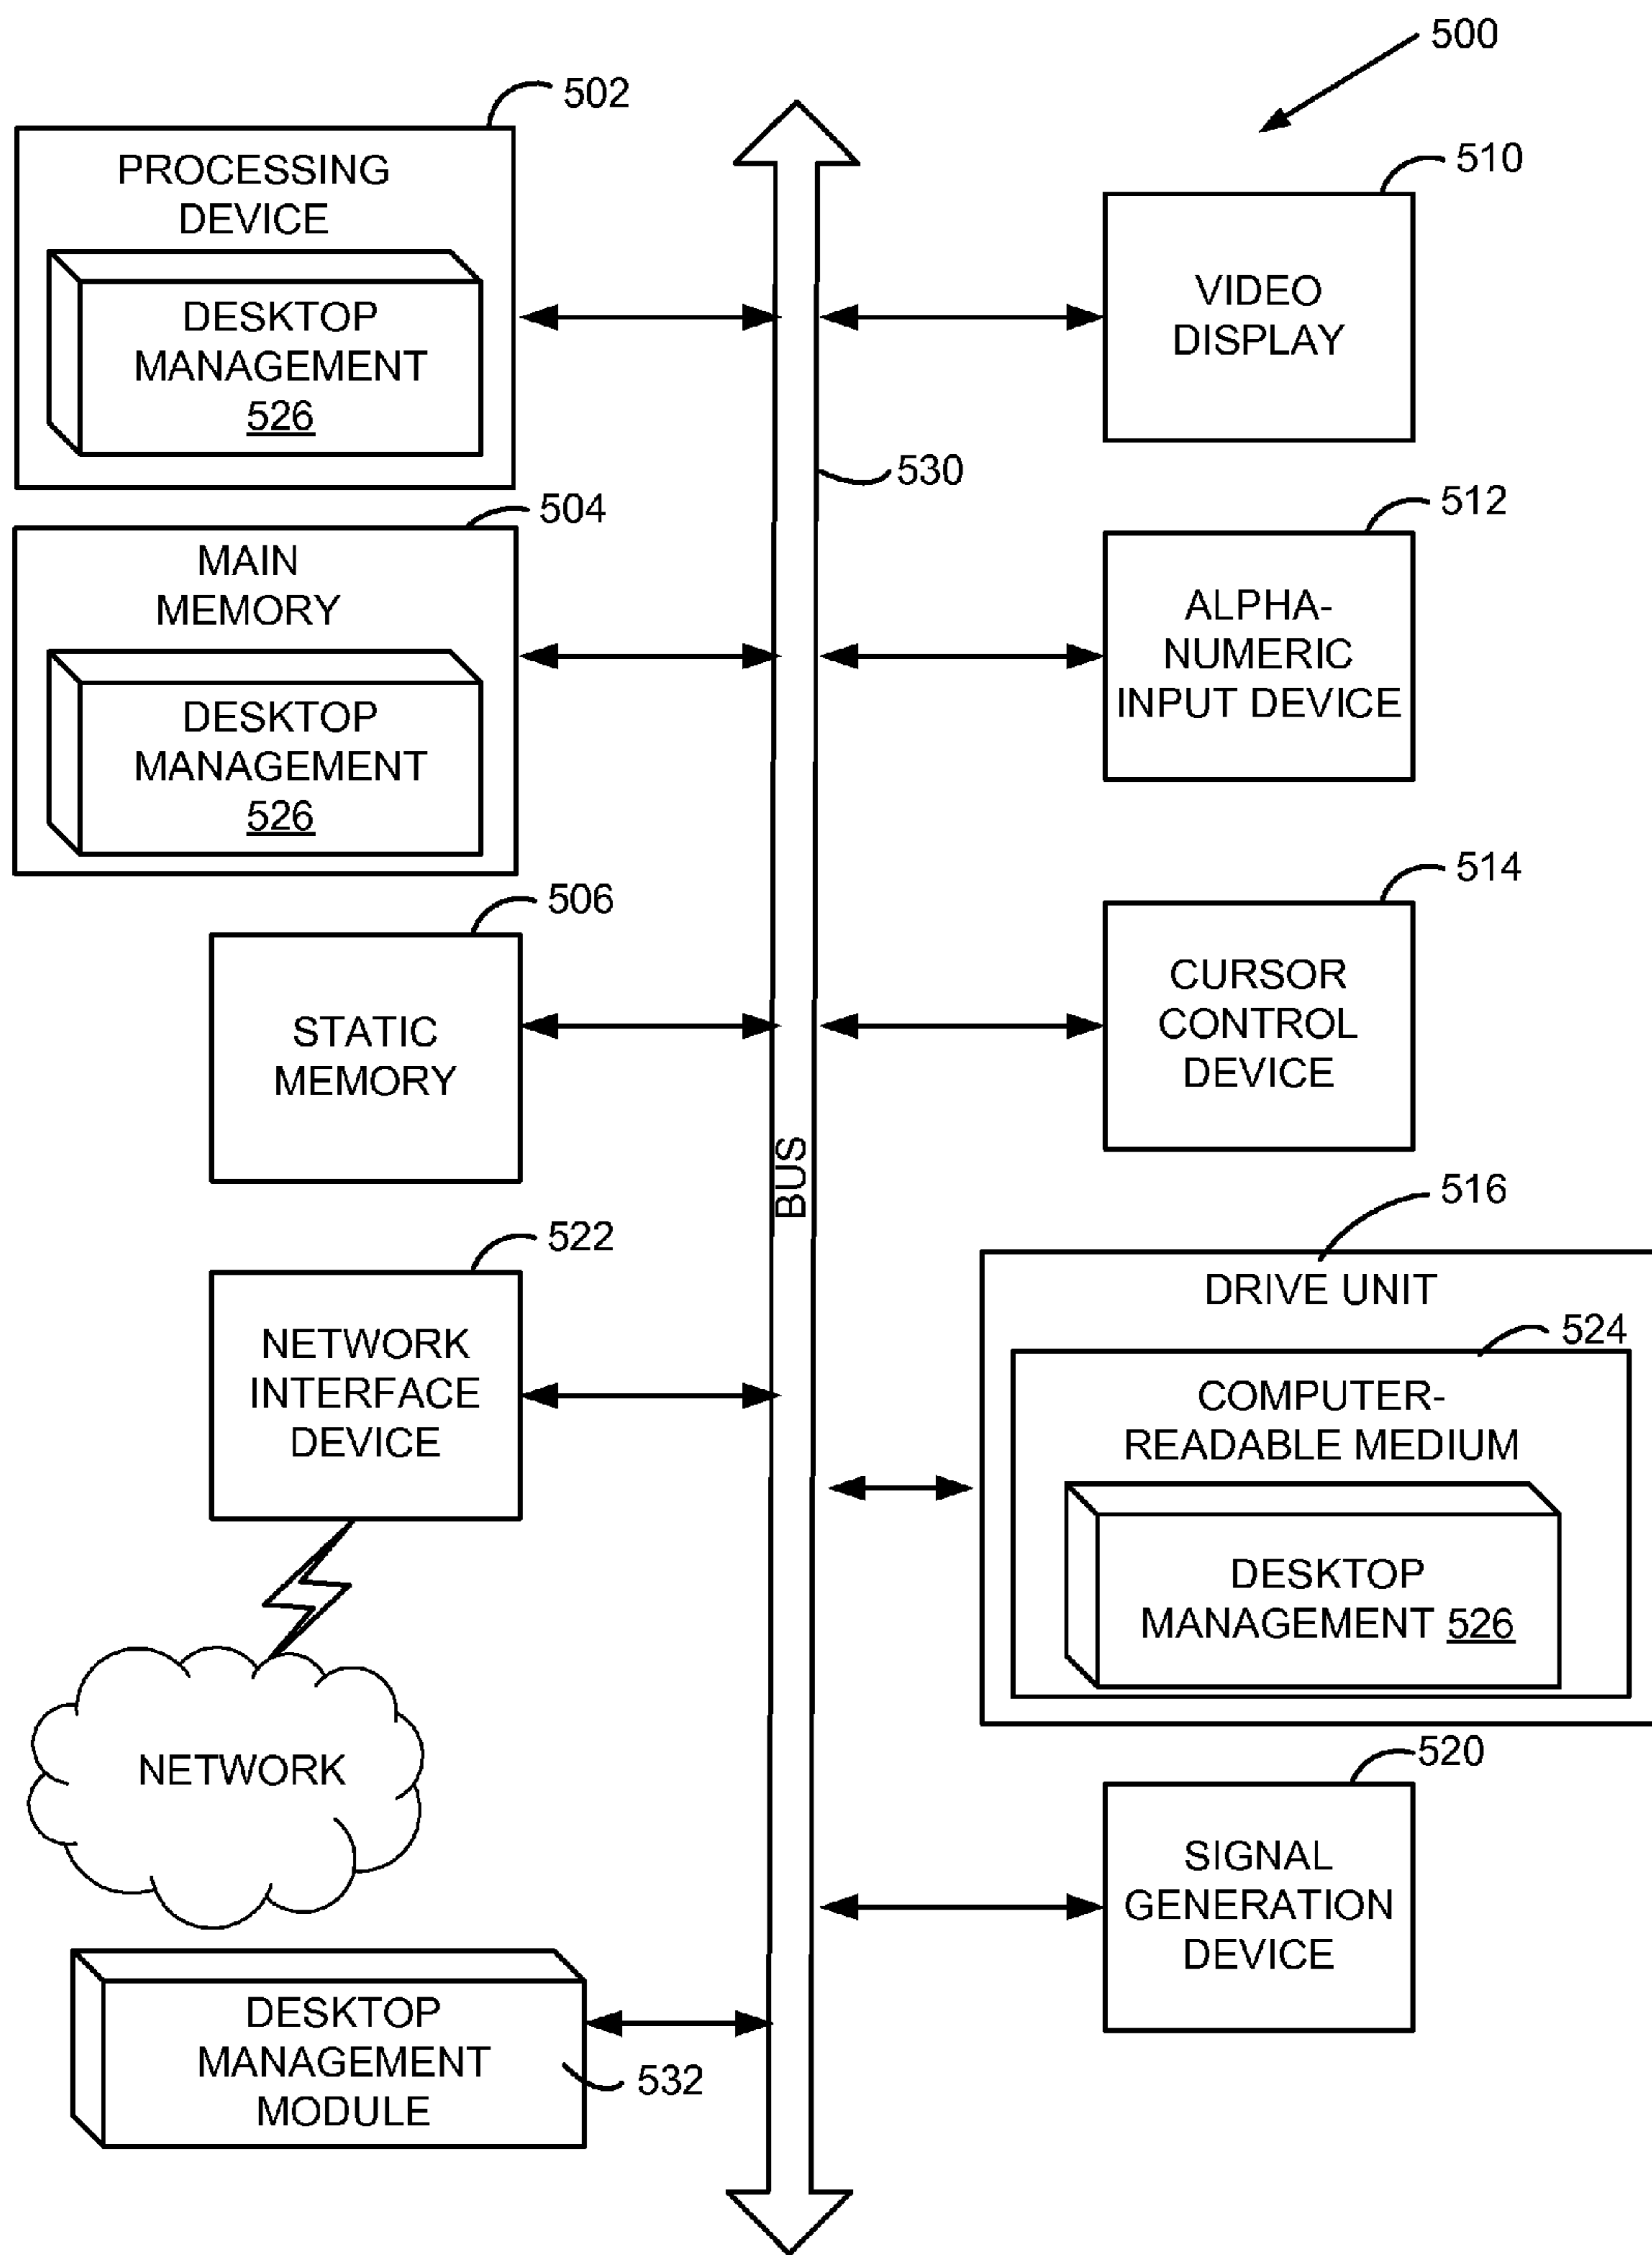 500
502
PROCESSING
DEVICE
DESKTOP
MANAGEMENT
526
504
MAIN
MEMORY
DESKTOP
MANAGEMENT
526
506
STATIC
MEMORY
522
NETWORK
INTERFACE
DEVICE
NETWORK
DESKTOP
MANAGEMENT
MODULE
532
530
BUS
510
VIDEO
DISPLAY
512
ALPHA-
NUMERIC
INPUT DEVICE
514
CURSOR
CONTROL
DEVICE
516
DRIVE UNIT
524
COMPUTER-
READABLE MEDIUM
DESKTOP
MANAGEMENT 526
520
SIGNAL
GENERATION
DEVICE